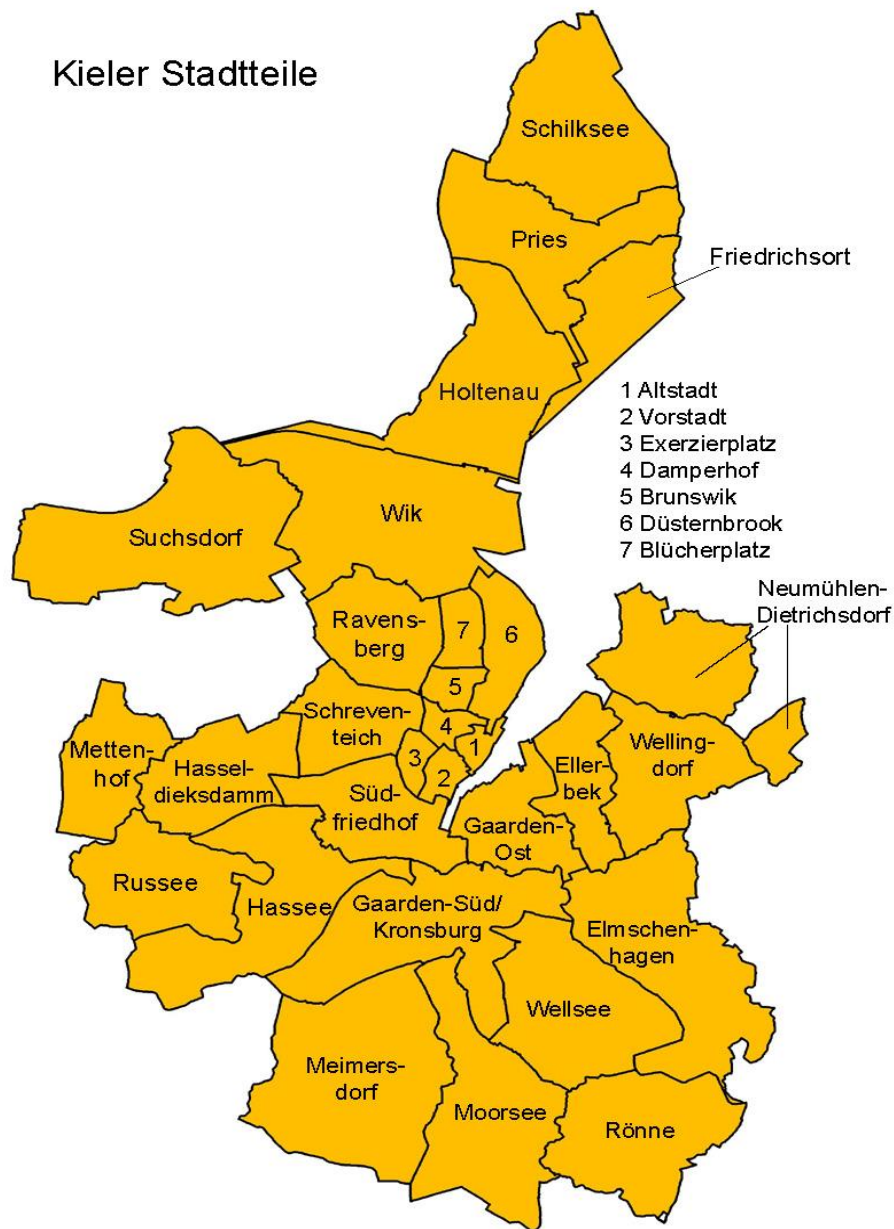 Kieler Stadtteile
Schilksee
Pries
Friedrichsort
Holtenau
1 Altstadt
2 Vorstadt
3 Exerzierplatz
4 Damperhof
5 Brunswik
6 Düsternbrook
7 Blücherplatz
Wik
Suchsdorf
Neumühlen-
Dietrichsdorf
Ravens-
berg
7
6
5
Schreven-
teich
4
1
3
2
Metten-
hof
Hassel-
dieksdamm
Süd-
friedhof
Eller-
bek
Welling-
dorf
Gaarden-
Ost
Russee
Hassee
Gaarden-Süd/
Kronsburg
Elmschen-
hagen
Wellsee
Meimers-
dorf
Moorsee
Rönne